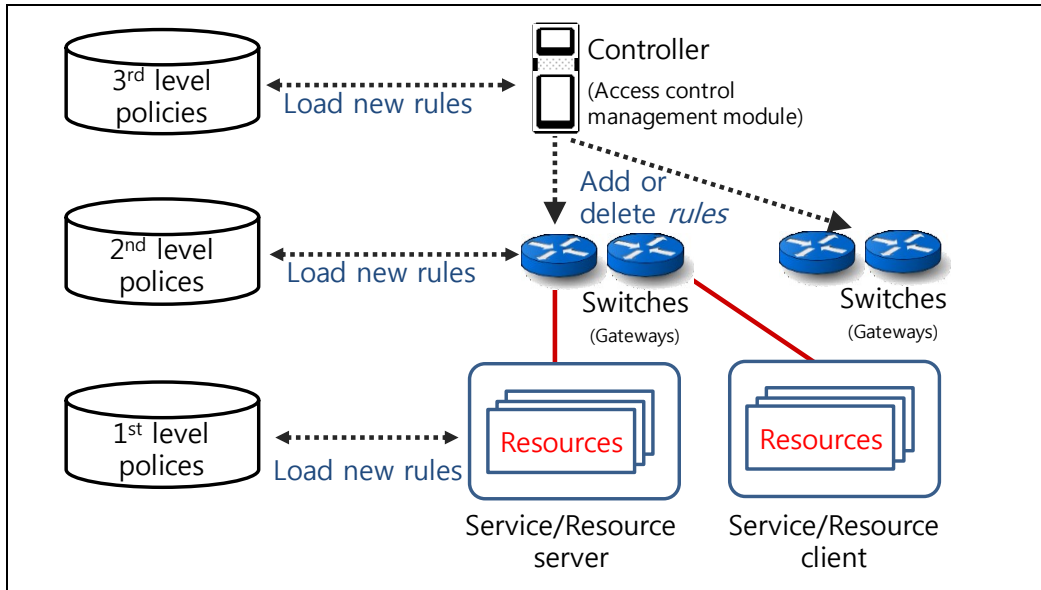 3rd level
policies
Load new rules
Controller
(Access control
management module)
Add or
delete rules
2nd level
polices
Load new rules
Switches
(Gateways)
Switches
(Gateways)
1st level
polices
Load new rules
Resources
Resources
Service/Resource
server
Service/Resource
client